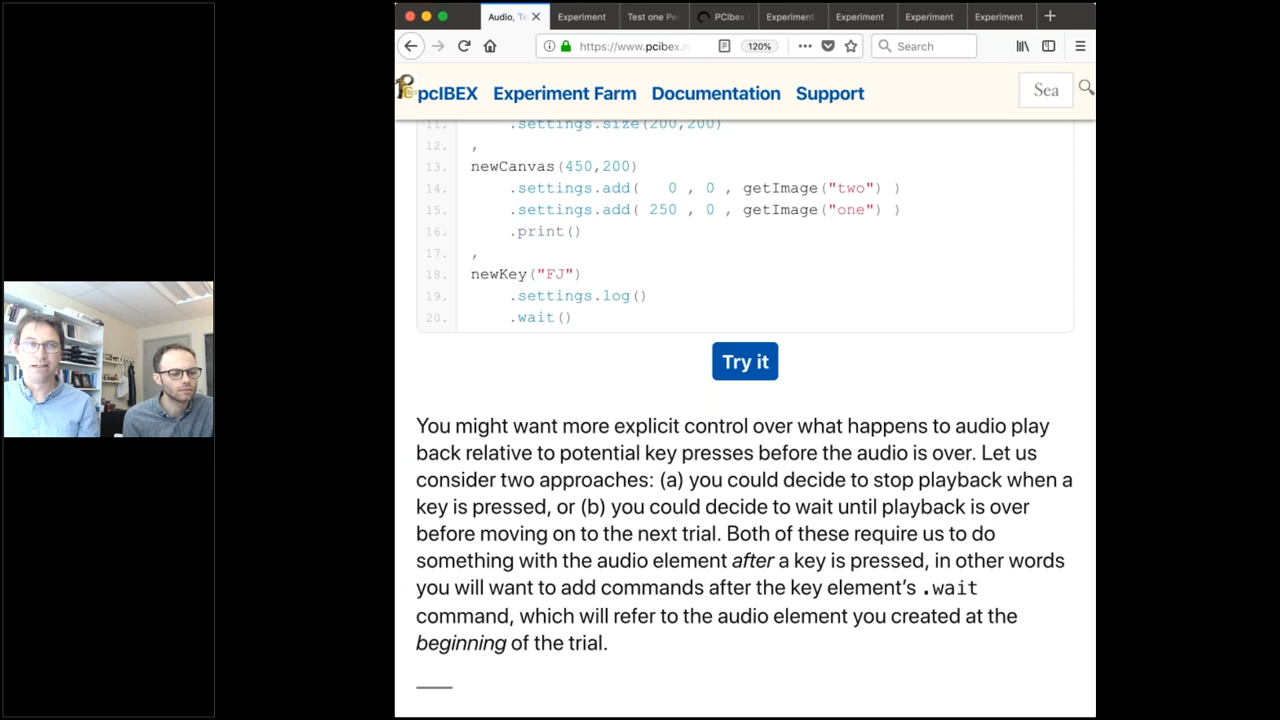 Audio, Te
Experiment
Test one Pe
PCIbex
Experiment
Experiment
Experiment
Experiment
https://www.pcibex.n
120%
Search
pcIBEX Experiment Farm Documentation Support
Sea
11. .settings.size(200,200)
12. ,
13. newCanvas(450,200)
14. .settings.add( 0 , 0 , getImage("two") )
15. .settings.add( 250 , 0 , getImage("one") )
16. .print()
17. ,
18. newKey("FJ")
19. .settings.log()
20. .wait()
Try it
You might want more explicit control over what happens to audio play
back relative to potential key presses before the audio is over. Let us
consider two approaches: (a) you could decide to stop playback when a
key is pressed, or (b) you could decide to wait until playback is over
before moving on to the next trial. Both of these require us to do
something with the audio element after a key is pressed, in other words
you will want to add commands after the key element's .wait
command, which will refer to the audio element you created at the
beginning of the trial.